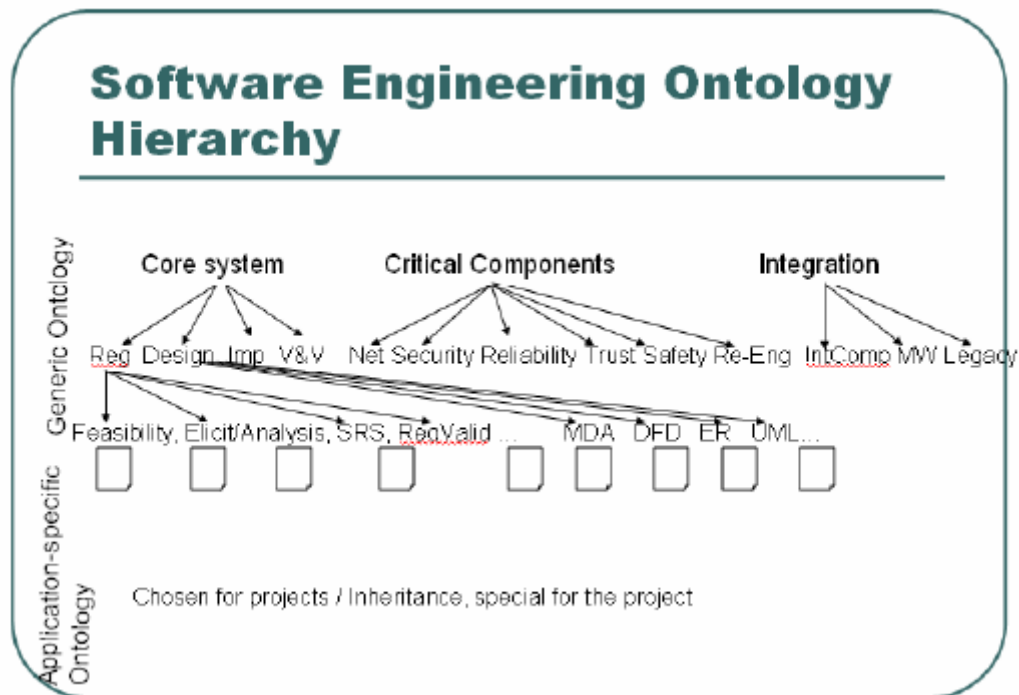 Software Engineering Ontology
Hierarchy
Generic Ontology
Core system Critical Components Integration
Reg Design Imp V&V Net Security Reliability Trust Safety Re-Eng IntComp MW Legacy
Feasibility, Elicit/Analysis, SRS, ReqValid ... MDA DFD ER UML...
Application-specific
Ontology
Chosen for projects / Inheritance, special for the project